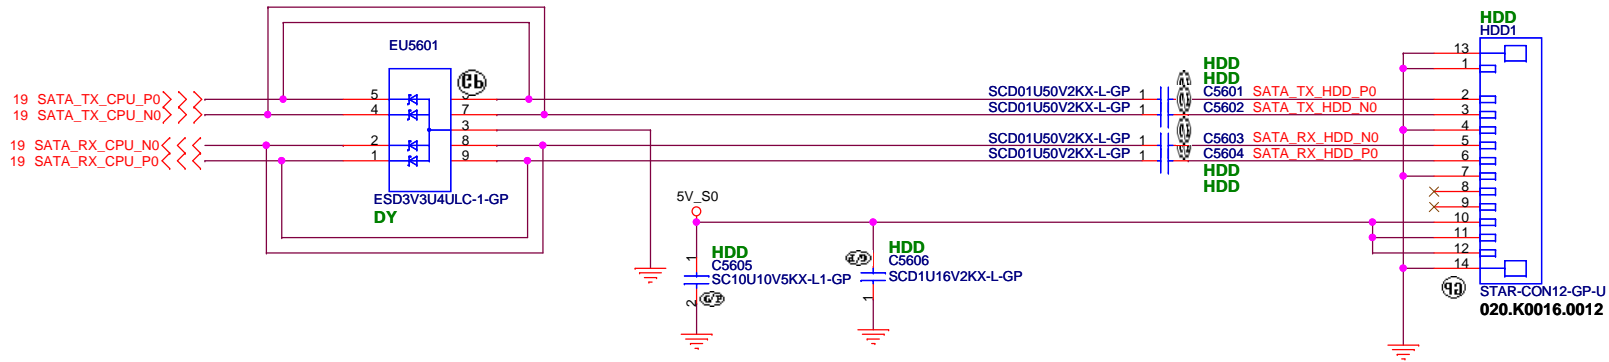 EU5601
19 SATA_TX_CPU_P0
19 SATA_TX_CPU_N0
19 SATA_RX_CPU_N0
19 SATA_RX_CPU_P0
5
4
2
1
7
3
8
9
ESD3V3U4ULC-1-GP
DY
SCD01U50V2KX-L-GP 1
SCD01U50V2KX-L-GP 1
SCD01U50V2KX-L-GP 1
SCD01U50V2KX-L-GP 1
HDD
HDD
C5601 SATA_TX_HDD_P0
C5602 SATA_TX_HDD_N0
C5603 SATA_RX_HDD_N0
C5604 SATA_RX_HDD_P0
HDD
HDD
5V_S0
1
HDD
C5605
SC10U10V5KX-L1-GP
2
HDD
C5606
SCD1U16V2KX-L-GP
1
HDD
HDD1
13
1
2
3
4
5
6
7
8
9
10
11
12
14
STAR-CON12-GP-U
020.K0016.0012